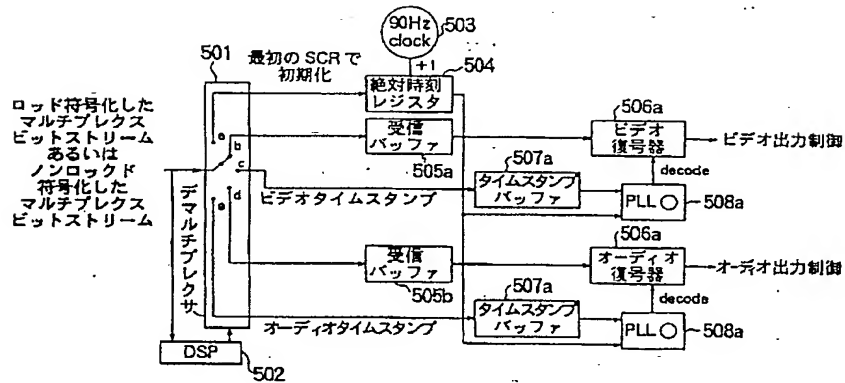 90Hz
clock
503
501
最初の SCR で
初期化
+1
504
絶対時刻
レジスタ
ロッド符号化した
マルチプレクス
ビットストリーム
あるいは
ノンロックド
符号化した
マルチプレクス
ビットストリーム
a
b
c
d
e
デマルチプレクサ
受信
バッファ
505a
506a
ビデオ
復号器
ビデオ出力制御
decode
507a
タイムスタンプ
バッファ
ビデオタイムスタンプ
PLL
508a
受信
バッファ
505b
506a
オーディオ
復号器
オーディオ出力制御
decode
507a
タイムスタンプ
バッファ
オーディオタイムスタンプ
PLL
508a
DSP
502